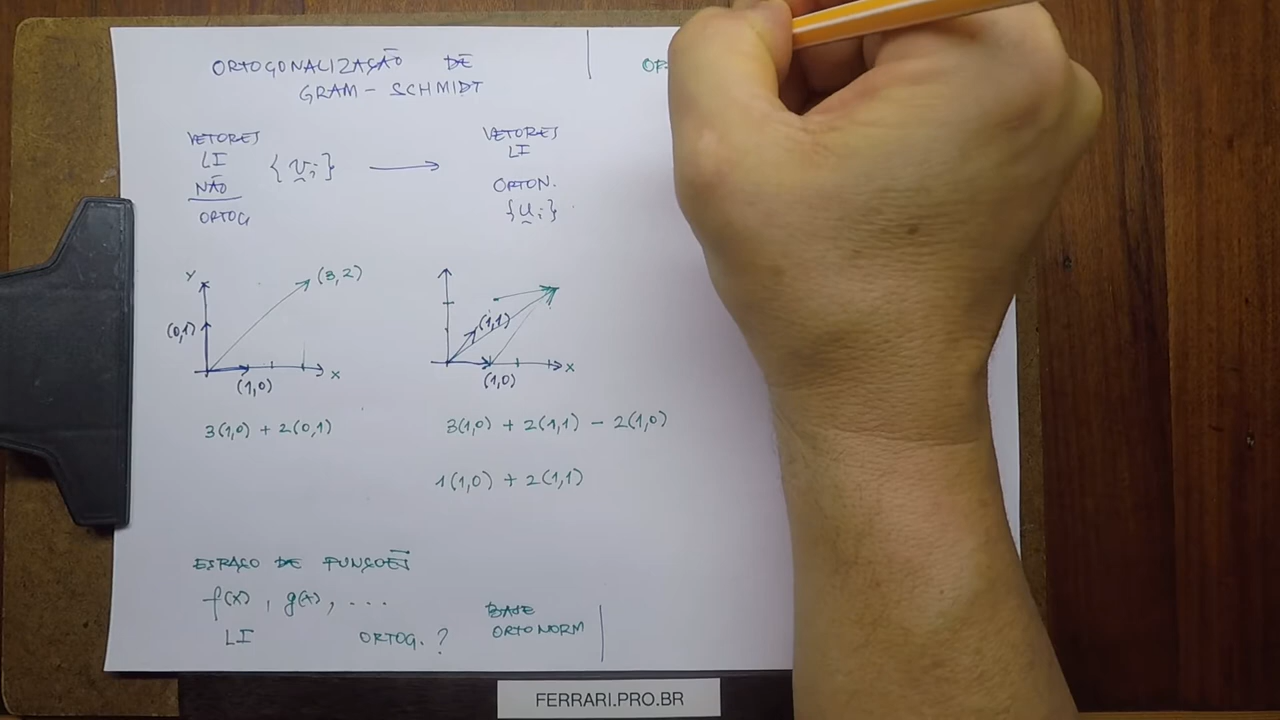 ORTOGONALIZAÇÃO DE
GRAM - SCHMIDT
VETORES
LI
NÃO
ORTOG
{vi}
VETORES
LI
ORTON.
{ui}
Y
(3,2)
(0,1)
(1,0)
X
(1,1)
(1,0)
X
3(1,0) + 2(0,1)
3(1,0) + 2(1,1) - 2(1,0)
1(1,0) + 2(1,1)
ESPAÇO DE FUNÇÕES
f(x), g(x), ...
LI
ORTOG. ?
BASE
ORTONORM
FERRARI.PRO.BR